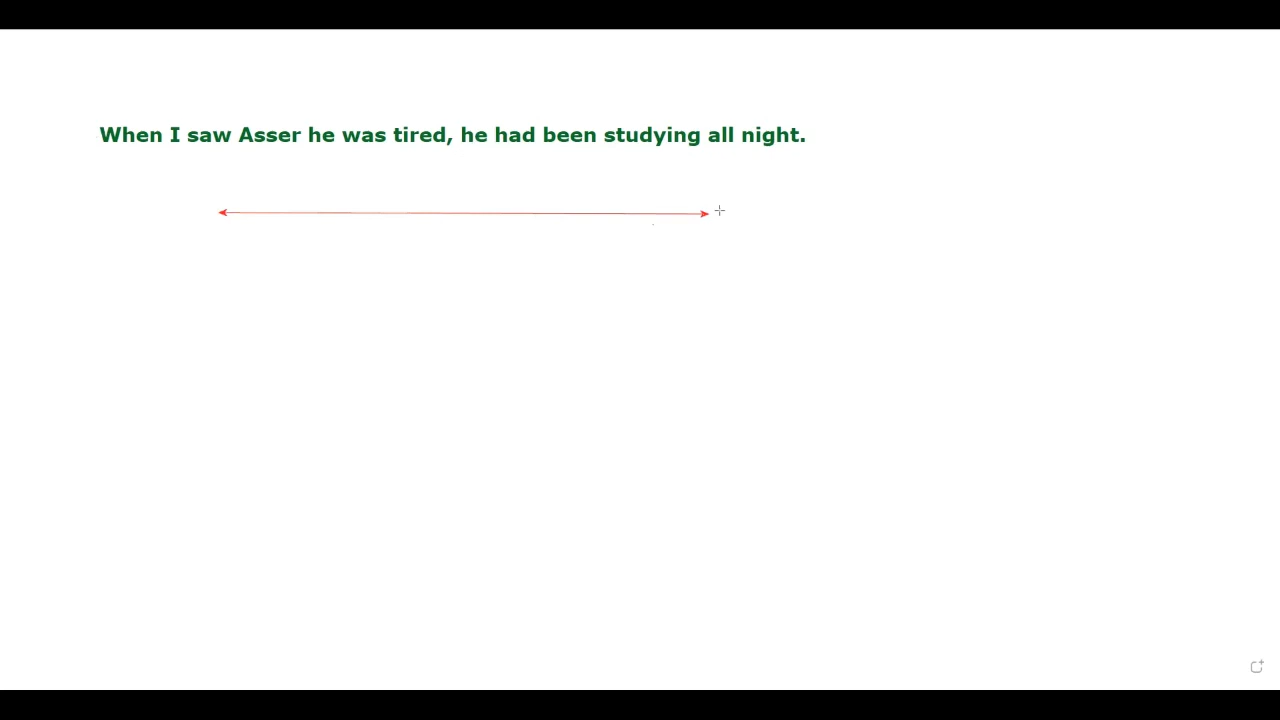 When I saw Asser he was tired, he had been studying all night.